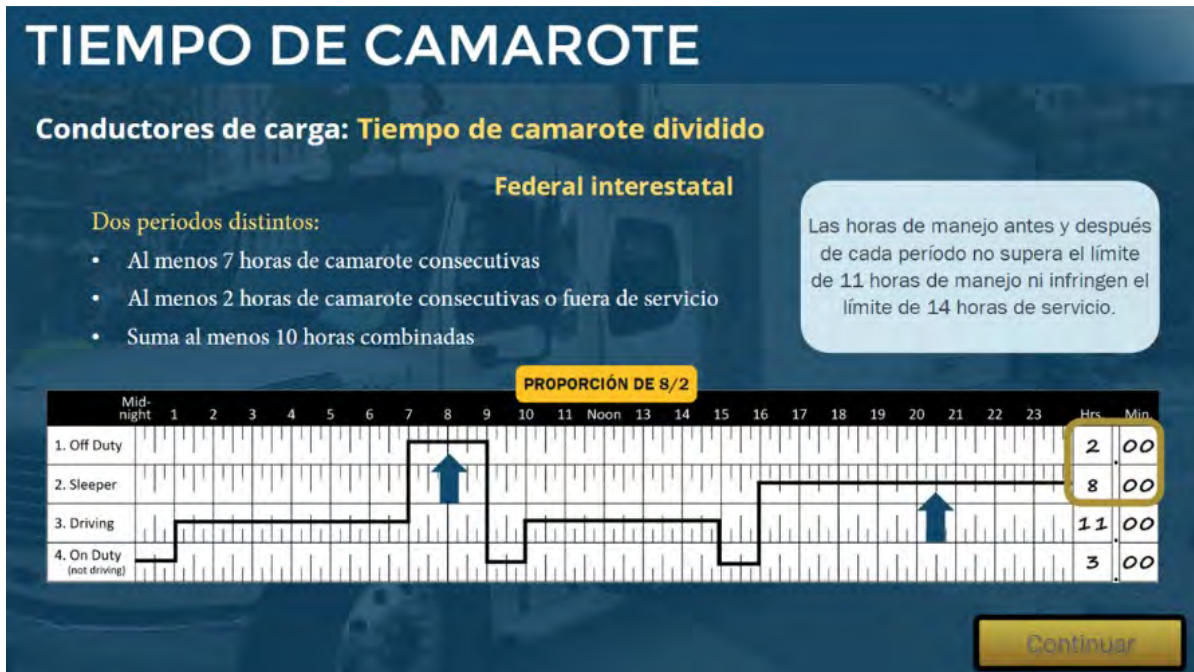 TIEMPO DE CAMAROTE
Conductores de carga: Tiempo de camarote dividido
Federal interestatal
Dos periodos distintos:
• Al menos 7 horas de camarote consecutivas
• Al menos 2 horas de camarote consecutivas o fuera de servicio
• Suma al menos 10 horas combinadas
Las horas de manejo antes y después
de cada período no supera el límite
de 11 horas de manejo ni infringen el
límite de 14 horas de servicio.
PROPORCIÓN DE 8/2
Mid-
night 1 2 3 4 5 6 7 8 9 10 11 Noon 13 14 15 16 17 18 19 20 21 22 23 Hrs. Min.
1. Off Duty 2 . 00
2. Sleeper 8 00
3. Driving 11 . 00
4. On Duty 3 . 00
(not driving)
Continuar